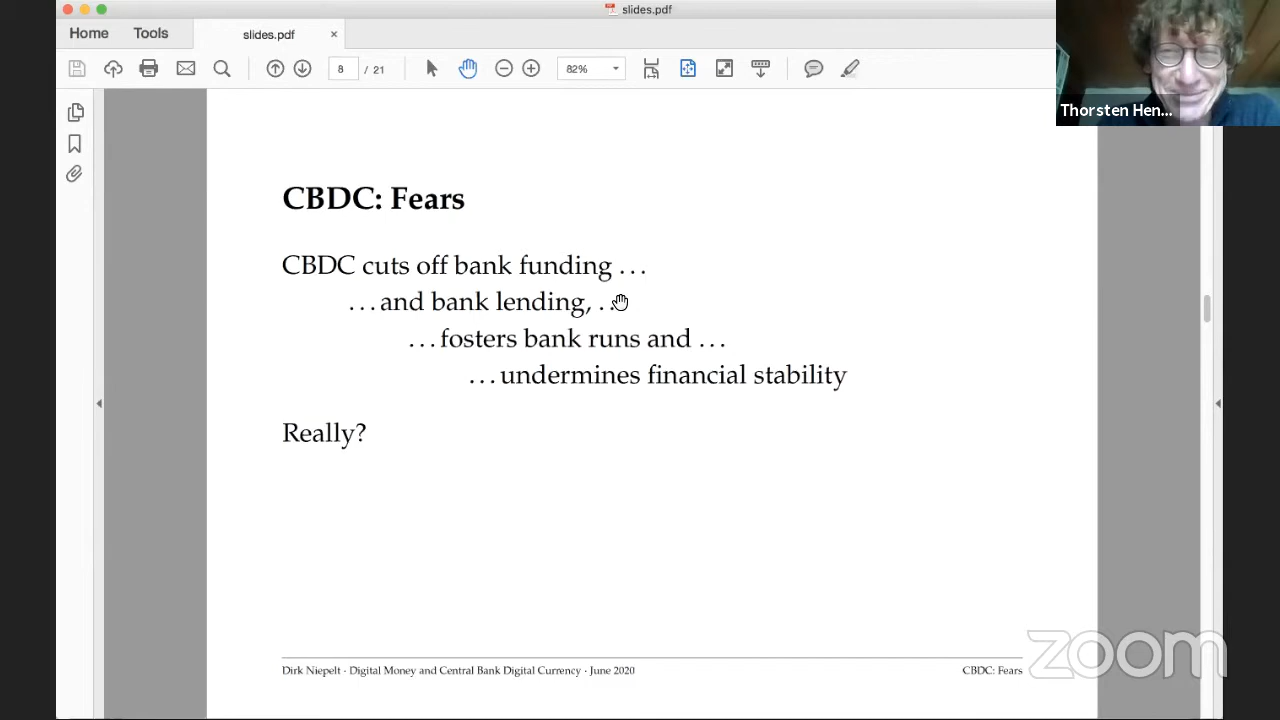 slides.pdf
Home
Tools
slides.pdf
×
8
/ 21
82%
Thorsten Hen...
CBDC: Fears
CBDC cuts off bank funding ...
...and bank lending, ...
...fosters bank runs and ...
...undermines financial stability
Really?
Dirk Niepelt · Digital Money and Central Bank Digital Currency · June 2020
CBDC: Fears
zoom